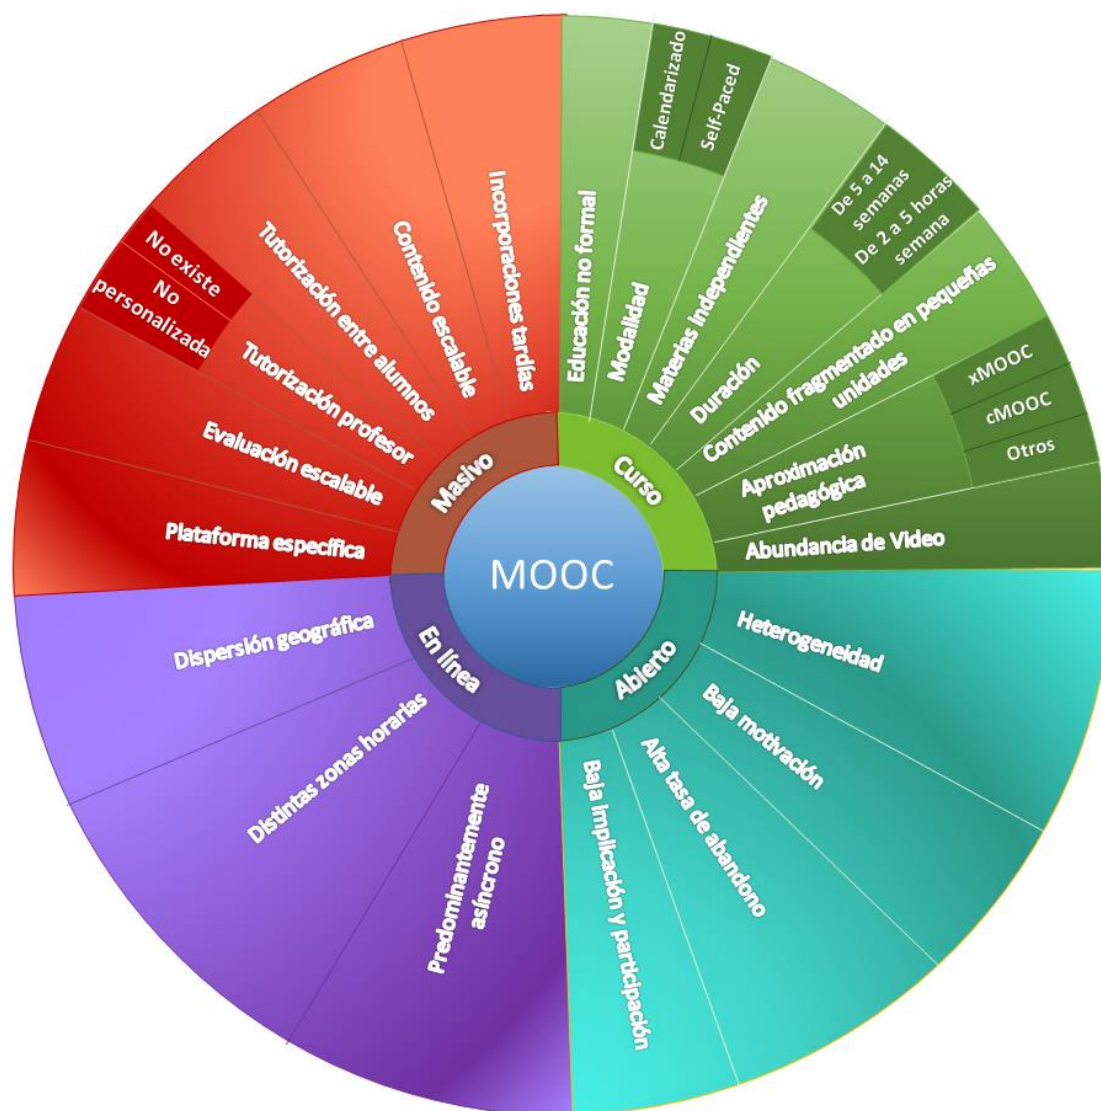 MOOC
Masivo
Plataforma específica
Evaluación escalable
Tutorización profesor
No
personalizada
No existe
Tutorización entre alumnos
Contenido escalable
Incorporaciones tardías
Curso
Educación no formal
Modalidad
Calendarizado
Self-Paced
Materias Independientes
Duración
De 5 a 14
semanas
De 2 a 5 horas
semana
Contenido fragmentado en pequeñas
unidades
Aproximación
pedagógica
xMOOC
cMOOC
Otros
Abundancia de Video
Abierto
Heterogeneidad
Baja motivación
Alta tasa de abandono
Baja Implicación y participación
En línea
Predominantemente
asíncrono
Distintas zonas horarias
Dispersión geográfica